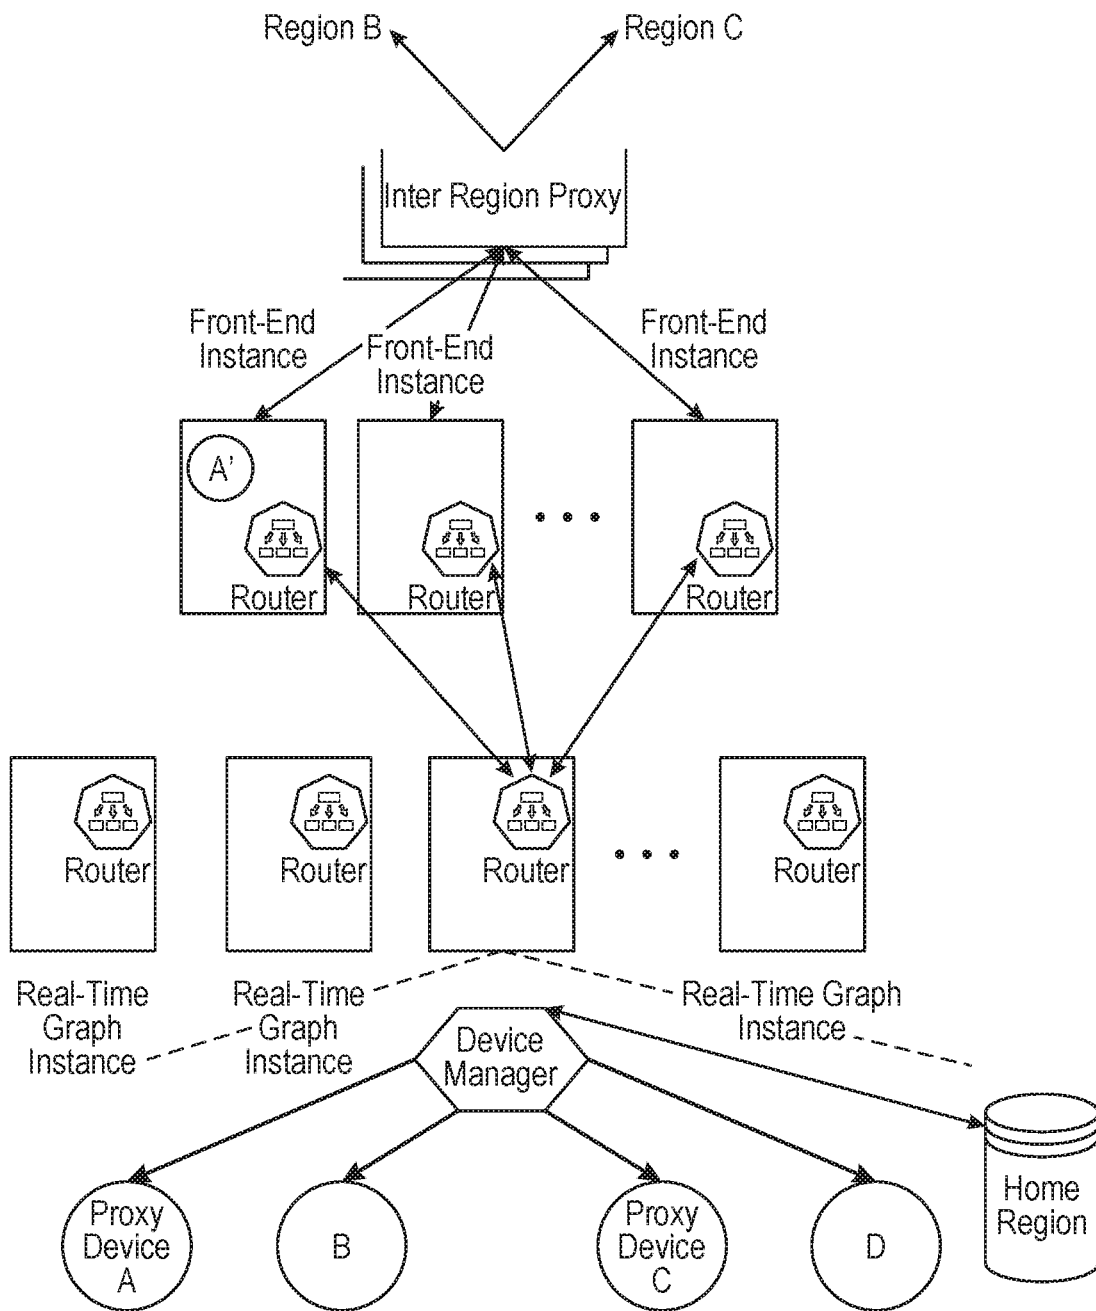 Region B
Region C
Inter Region Proxy
Front-End
Instance
Front-End
Instance
Front-End
Instance
A'
Router
Router
Router
Router
Router
Router
Router
Real-Time
Graph
Instance
Real-Time
Graph
Instance
Real-Time Graph
Instance
Device
Manager
Proxy
Device
A
B
Proxy
Device
C
D
Home
Region